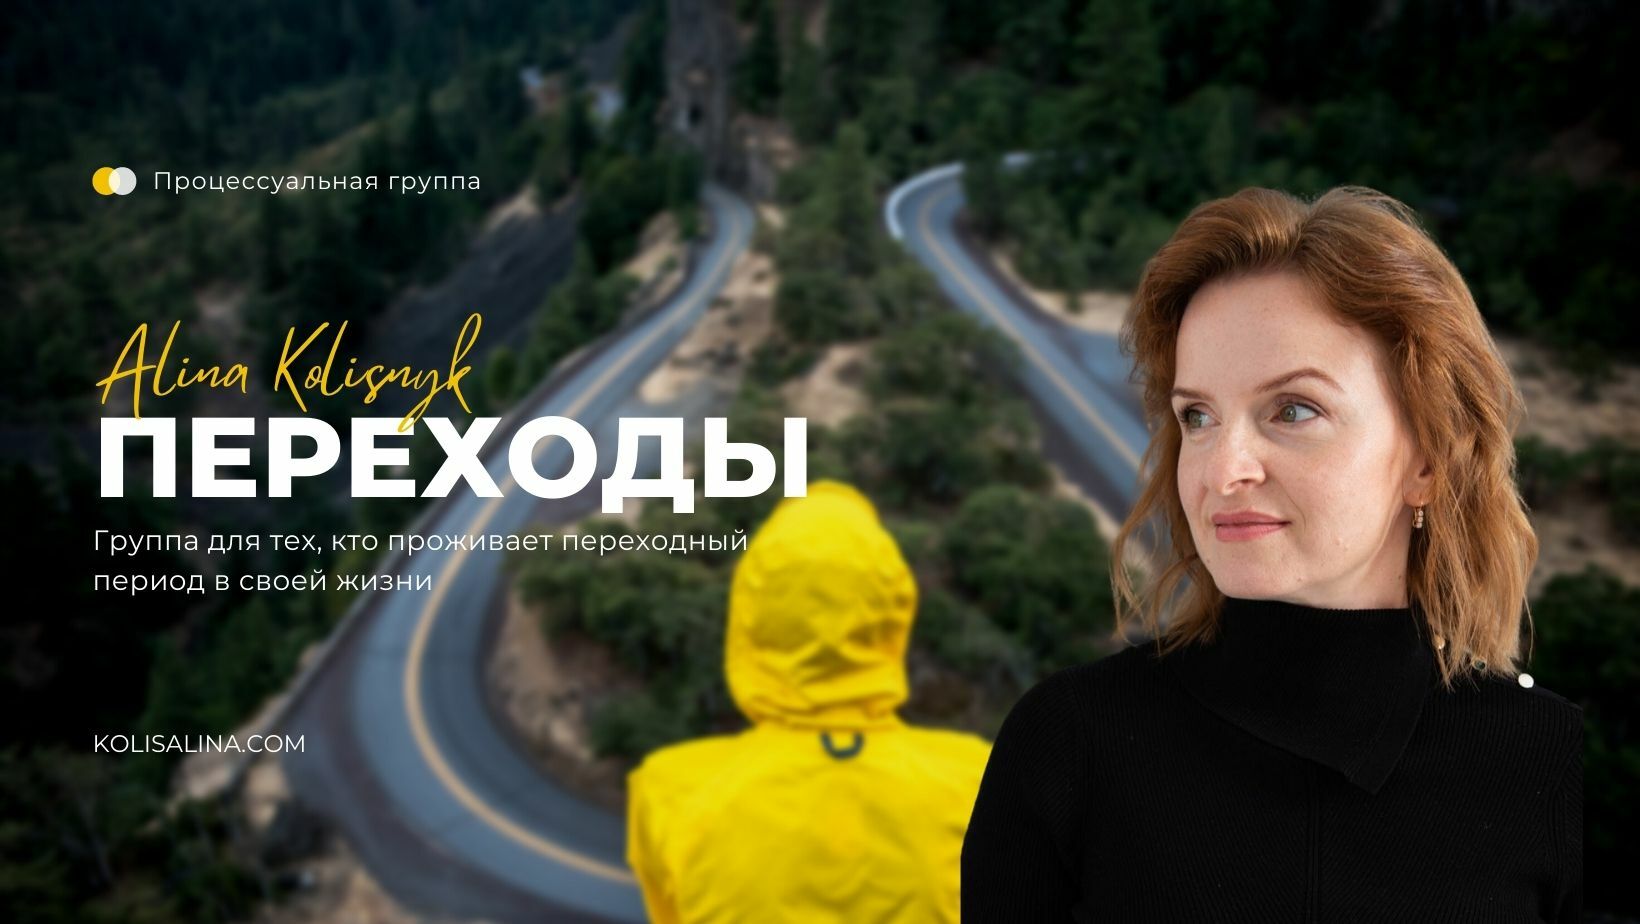 Процессуальная группа
Alina Kolisnyk
ПЕРЕХОДЫ
Группа для тех, кто проживает переходный
период в своей жизни
KOLISALINA.COM